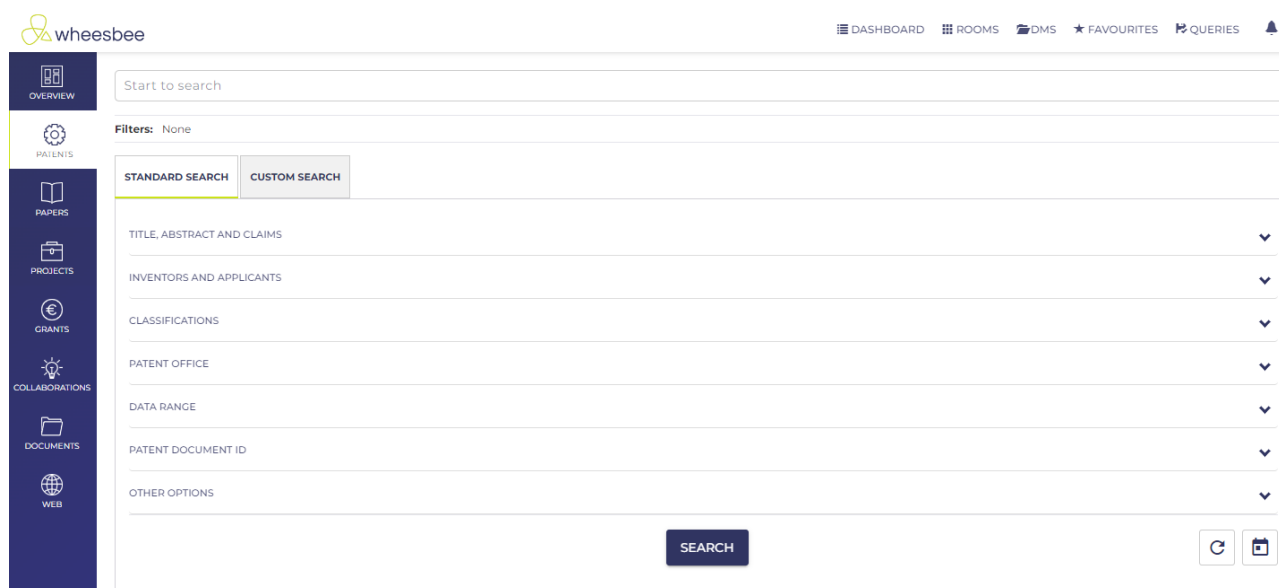 wheesbee
DASHBOARD ROOMS DMS FAVOURITES QUERIES
OVERVIEW
PATENTS
PAPERS
PROJECTS
GRANTS
COLLABORATIONS
DOCUMENTS
WEB
Start to search
Filters: None
STANDARD SEARCH CUSTOM SEARCH
TITLE, ABSTRACT AND CLAIMS
INVENTORS AND APPLICANTS
CLASSIFICATIONS
PATENT OFFICE
DATA RANGE
PATENT DOCUMENT ID
OTHER OPTIONS
SEARCH